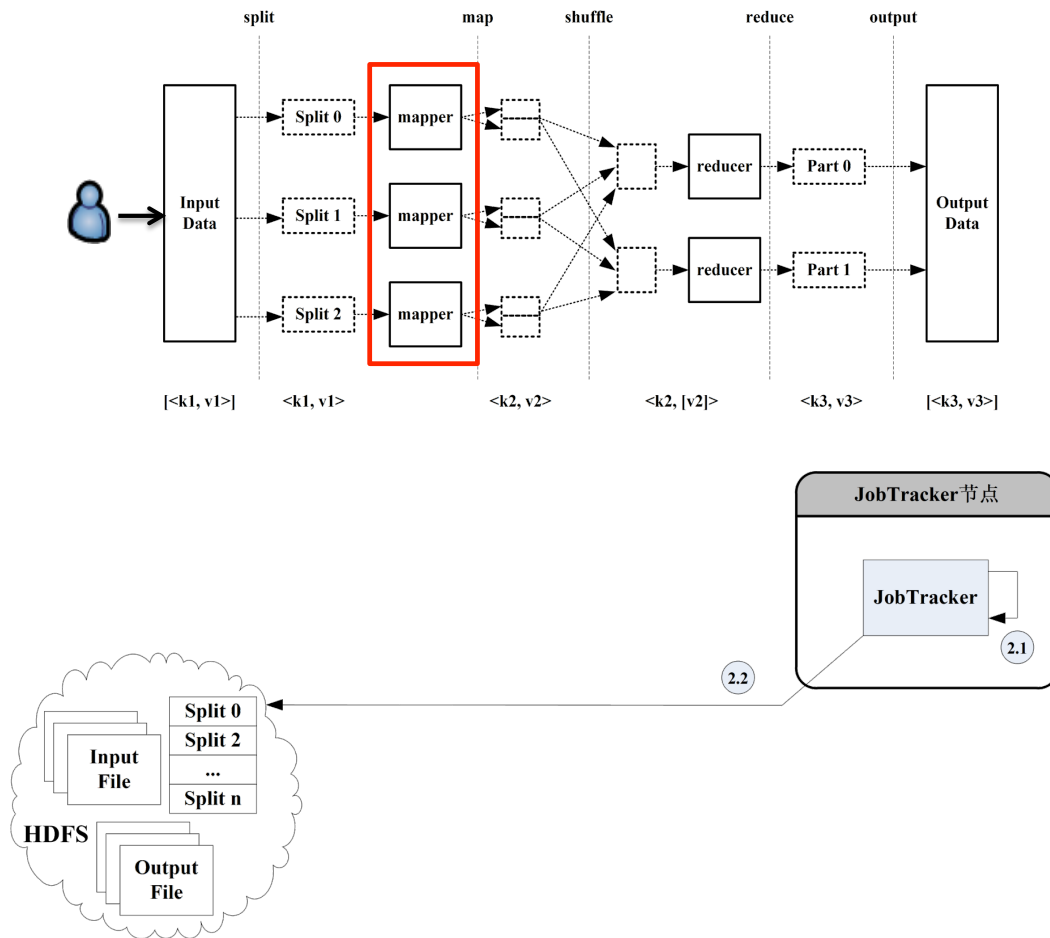 split map shuffle reduce output
Split 0 mapper
reducer Part 0
Input
Data
Split 1 mapper
Output
Data
reducer Part 1
Split 2 mapper
[<k1, v1>] <k1, v1> <k2, v2> <k2, [v2]> <k3, v3> [<k3, v3>]
JobTracker节点
JobTracker
2.1
2.2
Split 0
Split 2
...
Split n
Input
File
HDFS
Output
File